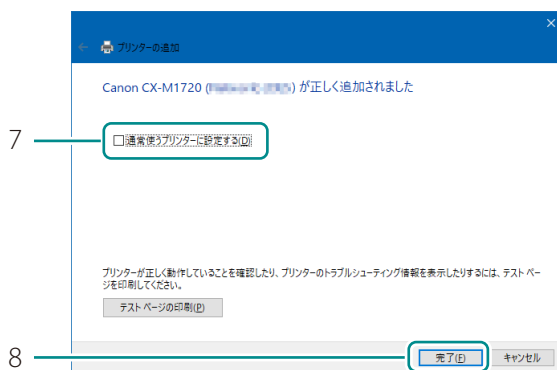 プリンターの追加
Canon CX-M1720 ( ) が正しく追加されました
7
通常使うプリンターに設定する(D)
プリンターが正しく動作していることを確認したり、プリンターのトラブルシューティング情報を表示したりするには、テスト ペー
ジを印刷してください。
テスト ページの印刷(P)
8
完了(F) キャンセル